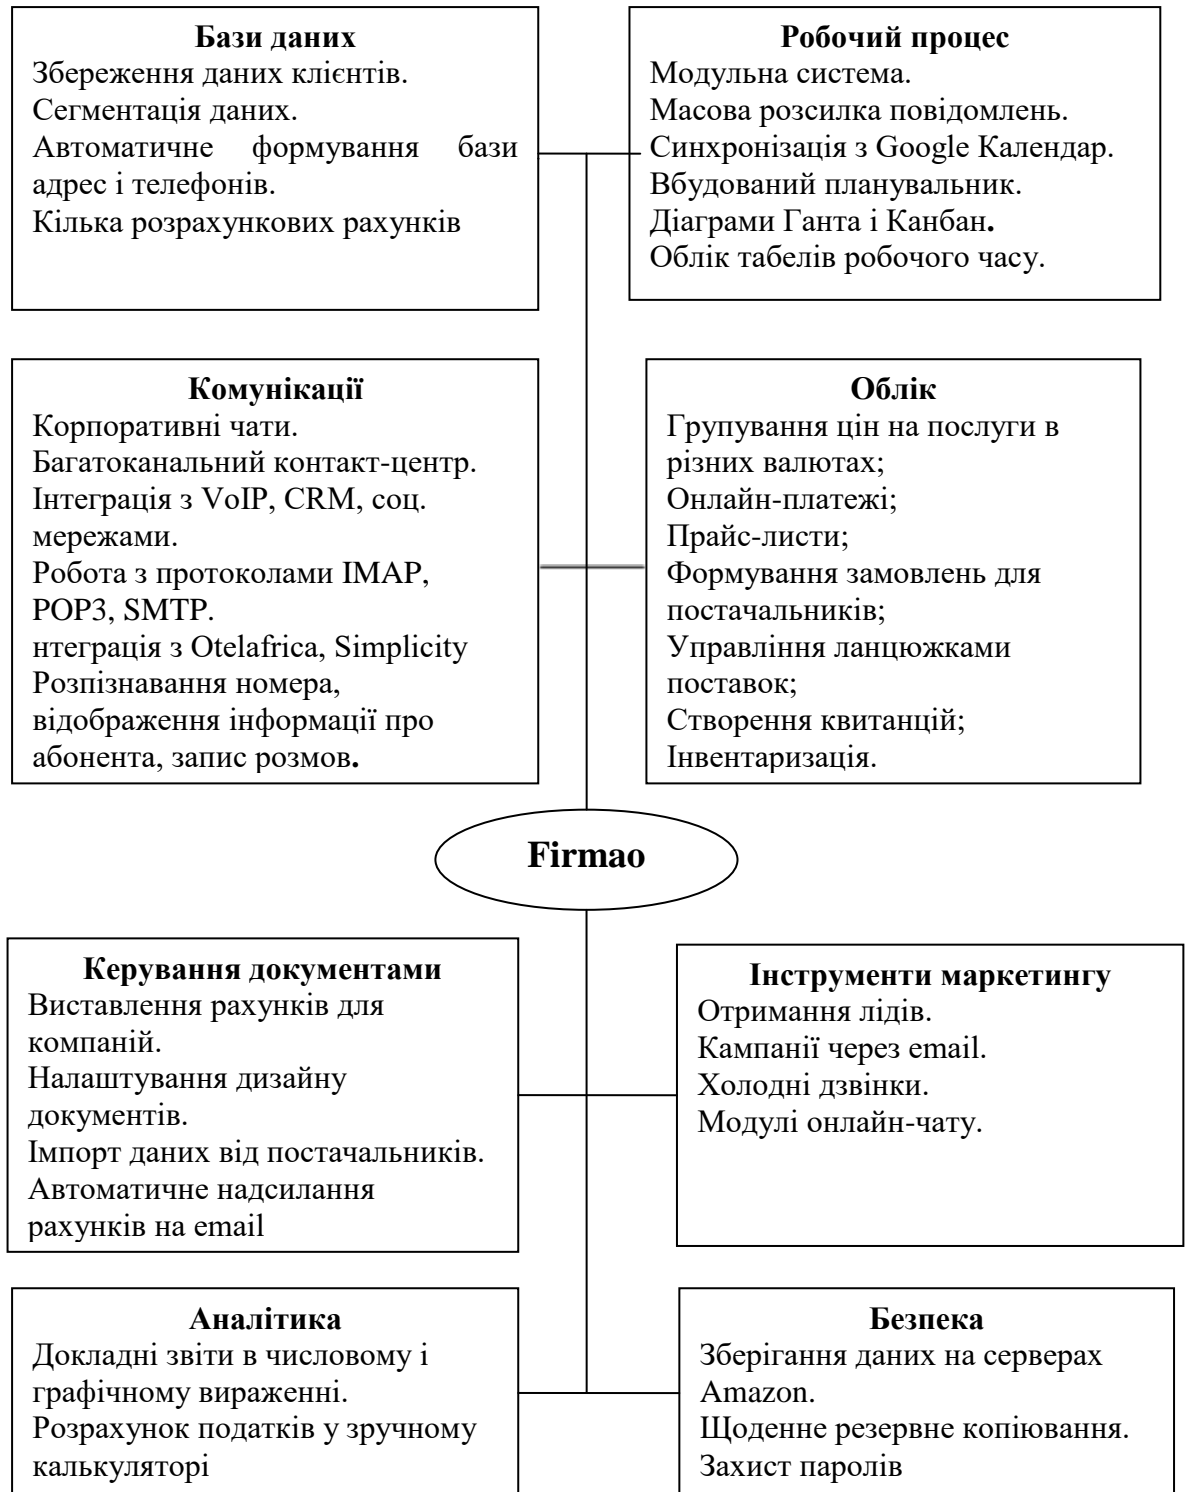 Бази даних
Збереження даних клієнтів.
Сегментація даних.
Автоматичне формування бази
адрес і телефонів.
Кілька розрахункових рахунків
Робочий процес
Модульна система.
Масова розсилка повідомлень.
Синхронізація з Google Календар.
Вбудований планувальник.
Діаграми Ганта і Канбан.
Облік табелів робочого часу.
Комунікації
Корпоративні чати.
Багатоканальний контакт-центр.
Інтеграція з VoIP, CRM, соц.
мережами.
Робота з протоколами IMAP,
POP3, SMTP.
нтеграція з Otelafrica, Simplicity
Розпізнавання номера,
відображення інформації про
абонента, запис розмов.
Облік
Групування цін на послуги в
різних валютах;
Онлайн-платежі;
Прайс-листи;
Формування замовлень для
постачальників;
Управління ланцюжками
поставок;
Створення квитанцій;
Інвентаризація.
Firmao
Керування документами
Виставлення рахунків для
компаній.
Налаштування дизайну
документів.
Імпорт даних від постачальників.
Автоматичне надсилання
рахунків на email
Інструменти маркетингу
Отримання лідів.
Кампанії через email.
Холодні дзвінки.
Модулі онлайн-чату.
Аналітика
Докладні звіти в числовому і
графічному вираженні.
Розрахунок податків у зручному
калькуляторі
Безпека
Зберігання даних на серверах
Amazon.
Щоденне резервне копіювання.
Захист паролів